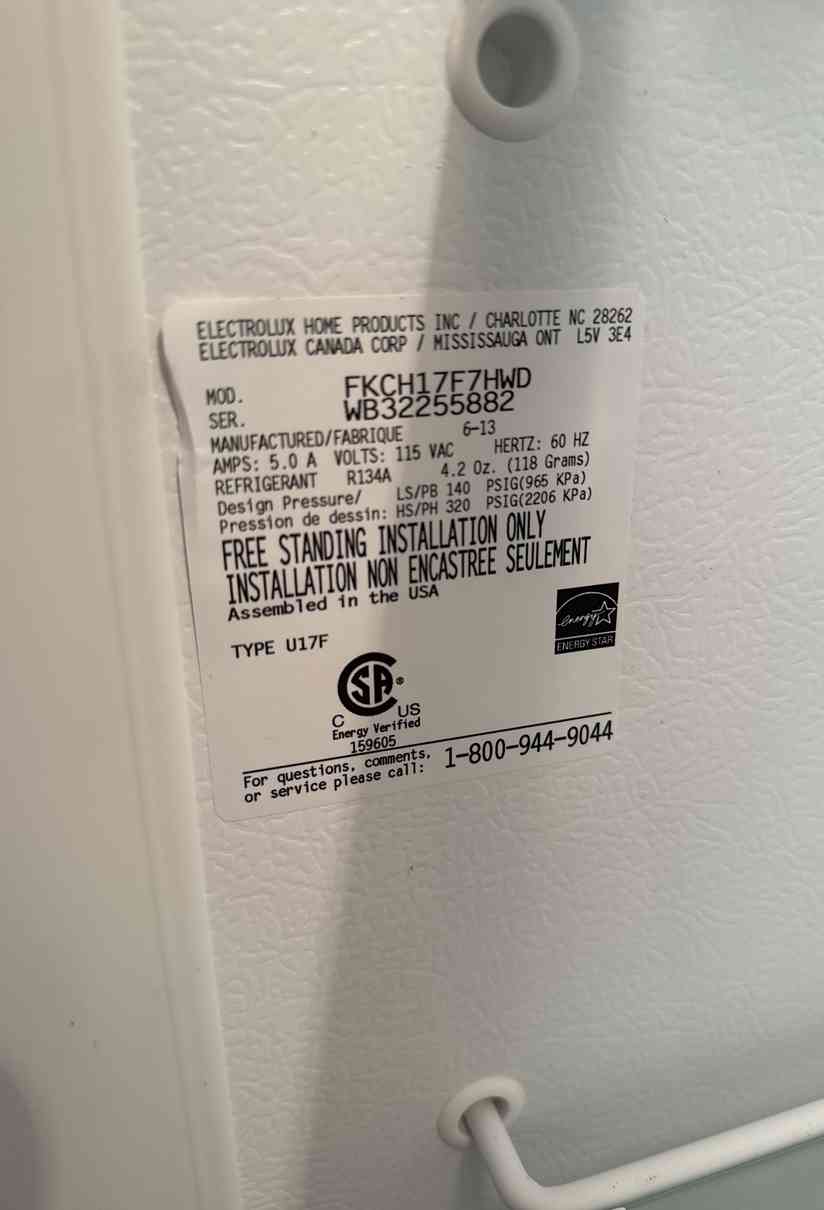 ELECTROLUX HOME PRODUCTS INC / CHARLOTTE NC 28262
ELECTROLUX CANADA CORP / MISSISSAUGA ONT L5V 3E4
MOD. FKCH17F7HWD
SER. WB32255882
MANUFACTURED/FABRIQUE 6-13
AMPS: 5.0 A VOLTS: 115 VAC HERTZ: 60 HZ
REFRIGERANT R134A 4.2 Oz. (118 Grams)
Design Pressure/ LS/PB 140 PSIG(965 KPa)
Pression de dessin: HS/PH 320 PSIG(2206 KPa)
FREE STANDING INSTALLATION ONLY
INSTALLATION NON ENCASTREE SEULEMENT
Assembled in the USA
energy
ENERGY STAR
TYPE U17F
SA®
C US
Energy Verified
159605
For questions, comments,
or service please call: 1-800-944-9044